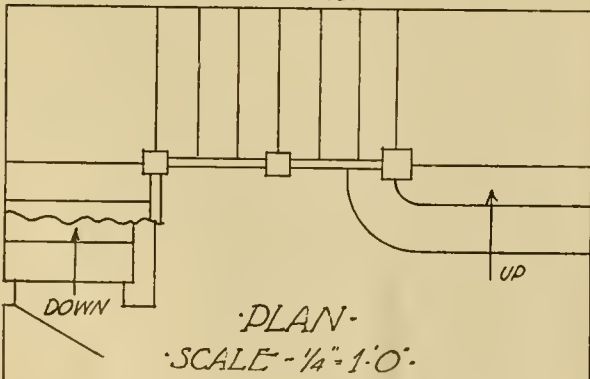 DOWN
UP
·PLAN·
·SCALE - 1/4" = 1'·0"·